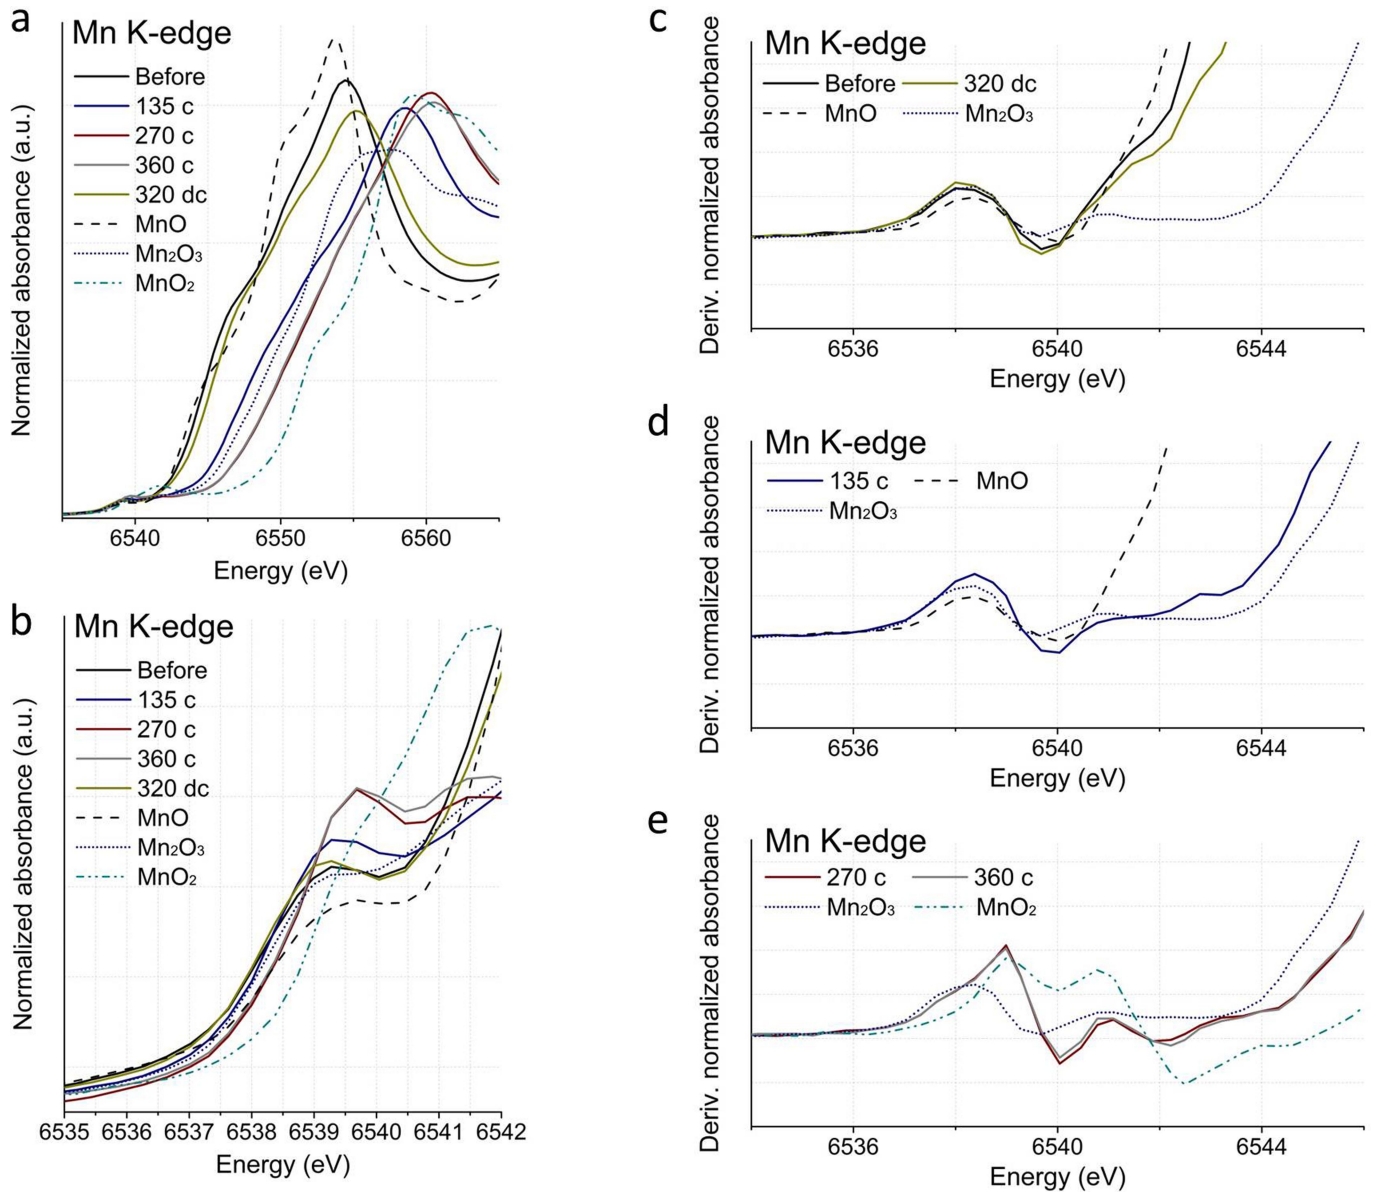 a
Mn K-edge
Before
135 c
270 c
360 c
320 dc
MnO
Mn₂O₃
MnO₂
Normalized absorbance (a.u.)
6540 6550 6560
Energy (eV)
b
Mn K-edge
Before
135 c
270 c
360 c
320 dc
MnO
Mn₂O₃
MnO₂
Normalized absorbance (a.u.)
6535 6536 6537 6538 6539 6540 6541 6542
Energy (eV)
c
Mn K-edge
Before 320 dc
MnO Mn₂O₃
Deriv. normalized absorbance
6536 6540 6544
Energy (eV)
d
Mn K-edge
135 c MnO
Mn₂O₃
Deriv. normalized absorbance
6536 6540 6544
Energy (eV)
e
Mn K-edge
270 c 360 c
Mn₂O₃ MnO₂
Deriv. normalized absorbance
6536 6540 6544
Energy (eV)